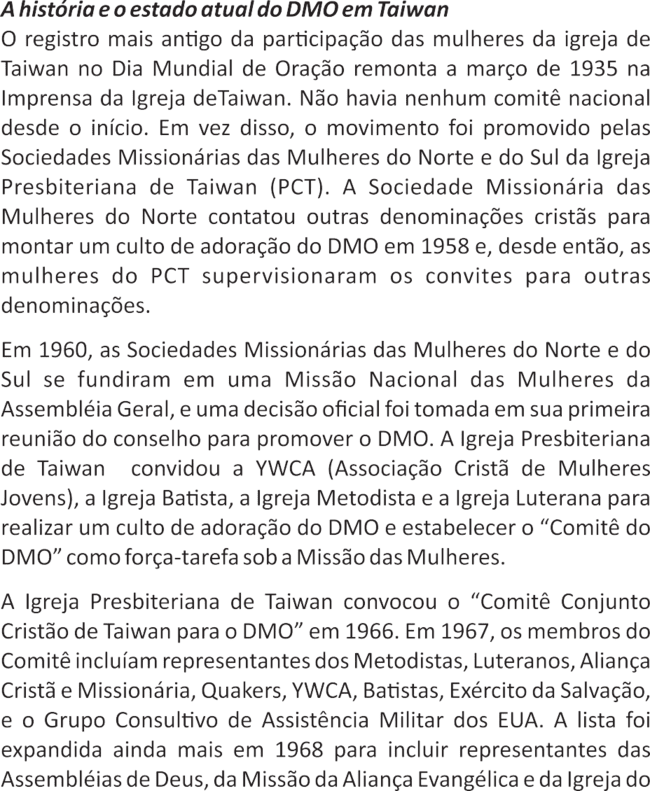 A história e o estado atual do DMO em Taiwan
O registro mais antigo da participação das mulheres da igreja de
Taiwan no Dia Mundial de Oração remonta a março de 1935 na
Imprensa da Igreja deTaiwan. Não havia nenhum comitê nacional
desde o início. Em vez disso, o movimento foi promovido pelas
Sociedades Missionárias das Mulheres do Norte e do Sul da Igreja
Presbiteriana de Taiwan (PCT). A Sociedade Missionária das
Mulheres do Norte contatou outras denominações cristãs para
montar um culto de adoração do DMO em 1958 e, desde então, as
mulheres do PCT supervisionaram os convites para outras
denominações.
Em 1960, as Sociedades Missionárias das Mulheres do Norte e do
Sul se fundiram em uma Missão Nacional das Mulheres da
Assembléia Geral, e uma decisão oficial foi tomada em sua primeira
reunião do conselho para promover o DMO. A Igreja Presbiteriana
de Taiwan convidou a YWCA (Associação Cristã de Mulheres
Jovens), a Igreja Batista, a Igreja Metodista e a Igreja Luterana para
realizar um culto de adoração do DMO e estabelecer o “Comitê do
DMO” como força-tarefa sob a Missão das Mulheres.
A Igreja Presbiteriana de Taiwan convocou o “Comitê Conjunto
Cristão de Taiwan para o DMO” em 1966. Em 1967, os membros do
Comitê incluíam representantes dos Metodistas, Luteranos, Aliança
Cristã e Missionária, Quakers, YWCA, Batistas, Exército da Salvação,
e o Grupo Consultivo de Assistência Militar dos EUA. A lista foi
expandida ainda mais em 1968 para incluir representantes das
Assembléias de Deus, da Missão da Aliança Evangélica e da Igreja do